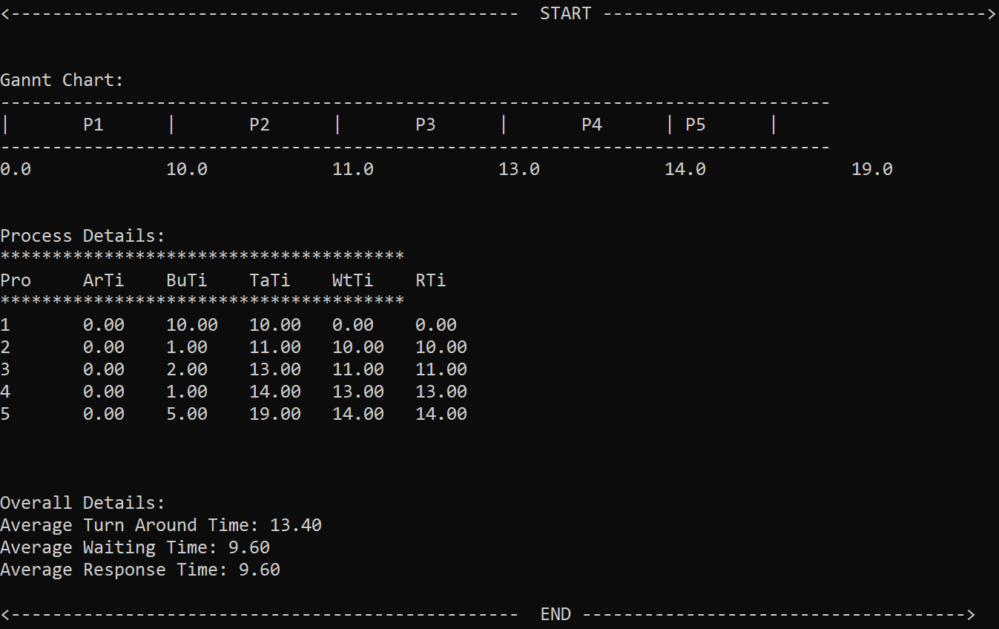 <------------------------------------------------- START ------------------------------------->
Gannt Chart:
--------------------------------------------------------------------------------
|       P1      |       P2      |       P3      |       P4      | P5      |
--------------------------------------------------------------------------------
0.0             10.0            11.0            13.0            14.0              19.0
Process Details:
***************************************
Pro     ArTi    BuTi    TaTi    WtTi    RTi
***************************************
1       0.00    10.00   10.00   0.00    0.00
2       0.00    1.00    11.00   10.00   10.00
3       0.00    2.00    13.00   11.00   11.00
4       0.00    1.00    14.00   13.00   13.00
5       0.00    5.00    19.00   14.00   14.00
Overall Details:
Average Turn Around Time: 13.40
Average Waiting Time: 9.60
Average Response Time: 9.60
<------------------------------------------------- END ------------------------------------->